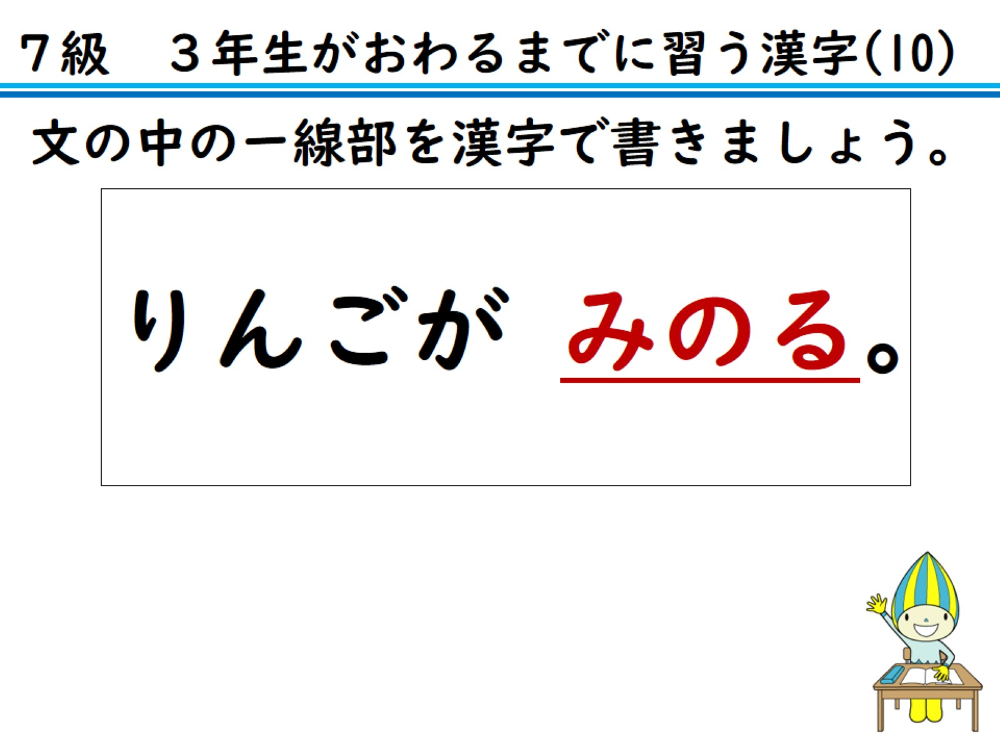 ７級　３年生がおわるまでに習う漢字(10)
文の中の一線部を漢字で書きましょう。
りんごが みのる。